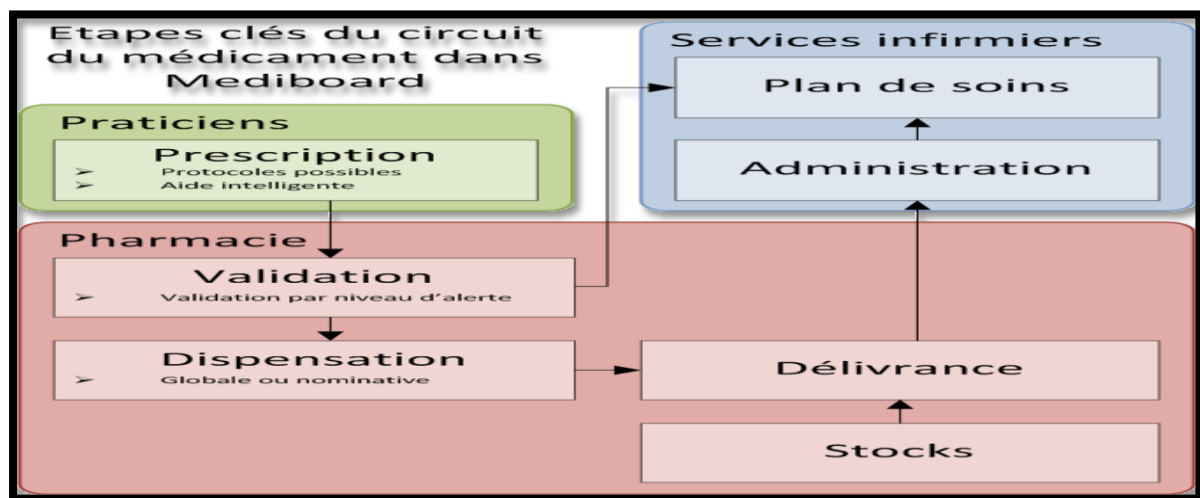 Etapes clés du circuit
du médicament dans
Mediboard
Praticiens
Prescription
➢ Protocoles possibles
➢ Aide intelligente
Services infirmiers
Plan de soins
Administration
Pharmacie
Validation
➢ Validation par niveau d’alerte
Dispensation
➢ Globale ou nominative
Délivrance
Stocks